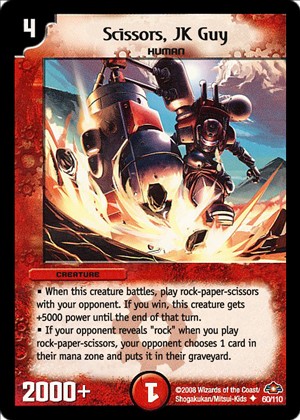 4
Scissors, JK Guy
HUMAN
CREATURE
▪ When this creature battles, play rock-paper-scissors
with your opponent. If you win, this creature gets
+5000 power until the end of that turn.
▪ If your opponent reveals "rock" when you play
rock-paper-scissors, your opponent chooses 1 card in
their mana zone and puts it in their graveyard.
2000+
1
©2008 Wizards of the Coast/
Shogakukan/Mitsui-Kids ✦ 60/110